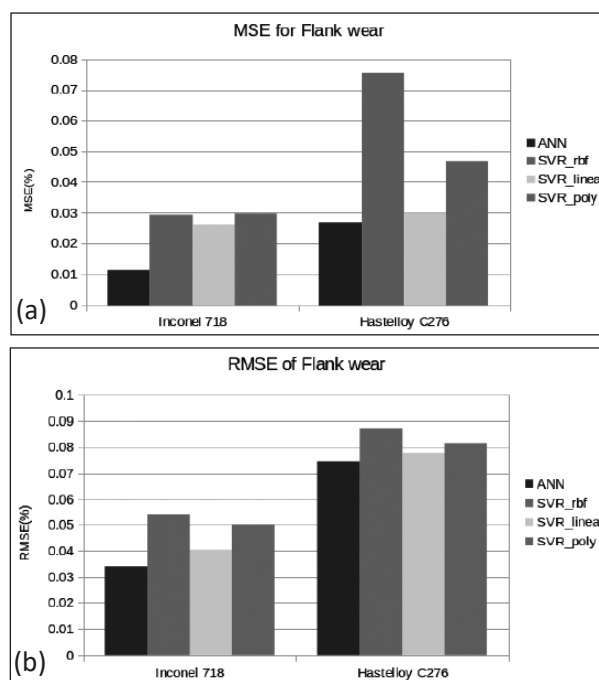 MSE for Flank wear
0.08
0.07
0.06
0.05
0.04
0.03
0.02
0.01
0
MSE(%)
Inconel 718
Hastelloy C276
ANN
SVR_rbf
SVR_linea
SVR_poly
(a)
RMSE of Flank wear
0.1
0.09
0.08
0.07
0.06
0.05
0.04
0.03
0.02
0.01
0
RMSE(%)
Inconel 718
Hastelloy C276
ANN
SVR_rbf
SVR_linea
SVR_poly
(b)